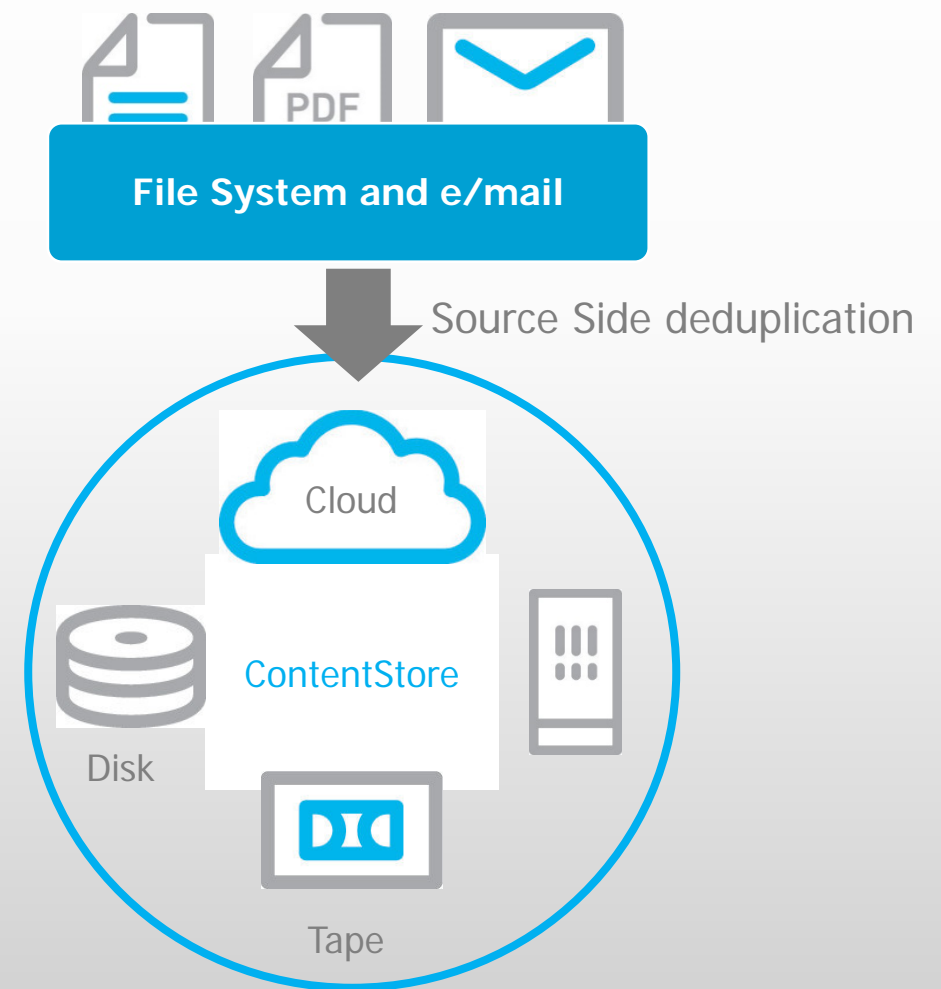 PDF
File System and e/mail
Source Side deduplication
Cloud
ContentStore
Disk
Tape